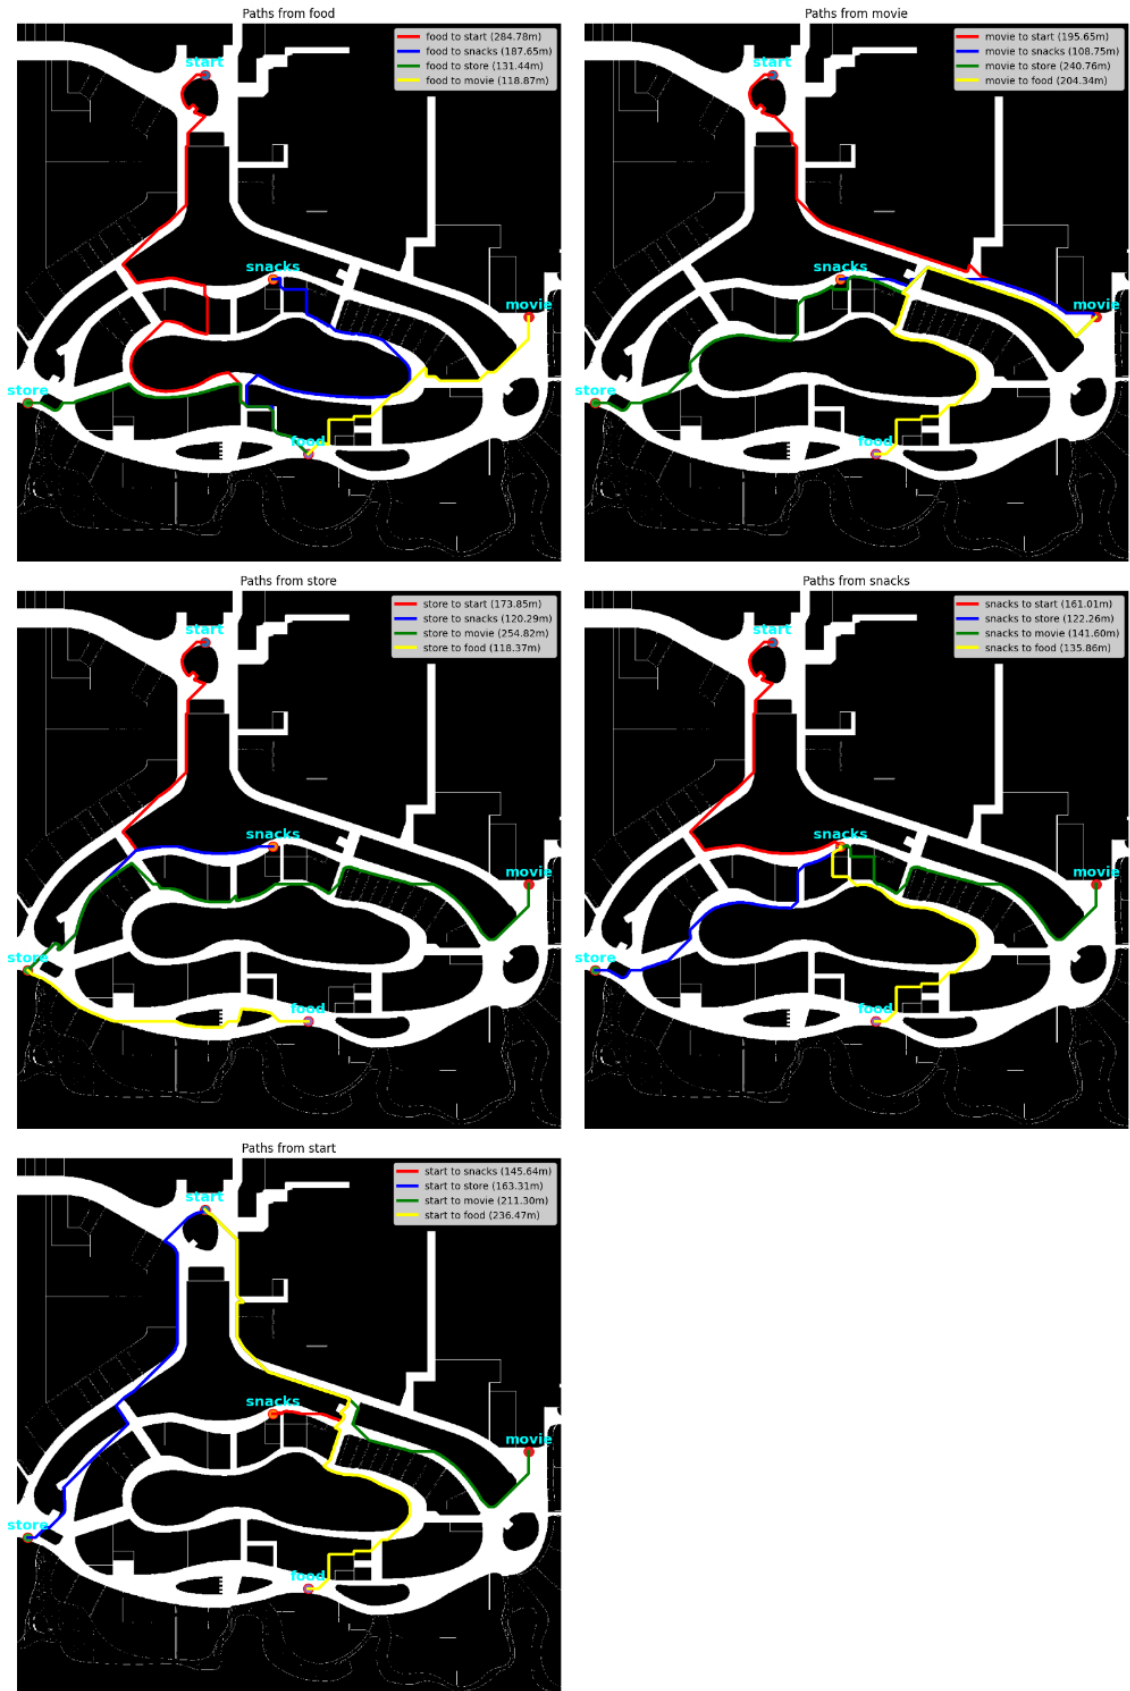 Paths from food
food to start (284.78m)
food to snacks (187.65m)
food to store (131.44m)
food to movie (118.87m)
start
snacks
movie
store
food
Paths from movie
movie to start (195.65m)
movie to snacks (108.75m)
movie to store (240.76m)
movie to food (204.34m)
start
snacks
movie
store
food
Paths from store
store to start (173.85m)
store to snacks (120.29m)
store to movie (254.82m)
store to food (118.37m)
start
snacks
movie
store
food
Paths from snacks
snacks to start (161.01m)
snacks to store (122.26m)
snacks to movie (141.60m)
snacks to food (135.86m)
start
snacks
movie
store
food
Paths from start
start to snacks (145.64m)
start to store (163.31m)
start to movie (211.30m)
start to food (236.47m)
start
snacks
movie
store
food